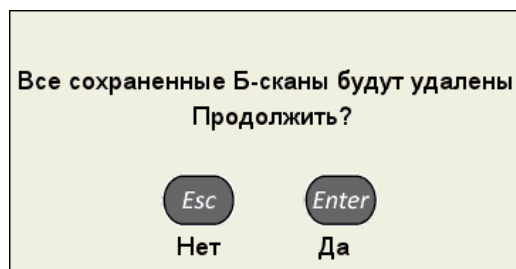 Все сохраненные Б-сканы будут удалены
Продолжить?
Esc Enter
Нет Да